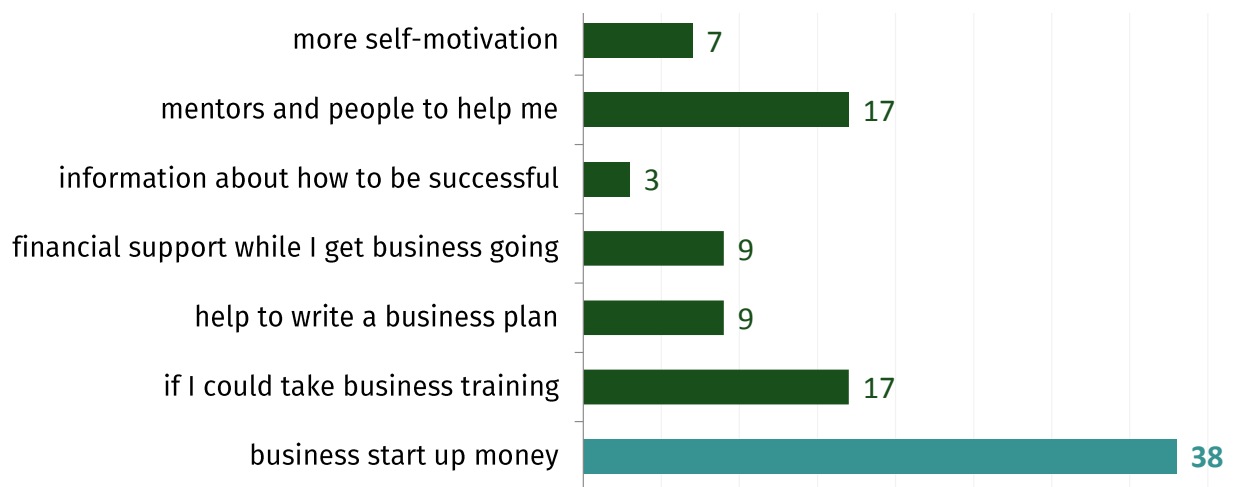 more self-motivation 7
mentors and people to help me 17
information about how to be successful 3
financial support while I get business going 9
help to write a business plan 9
if I could take business training 17
business start up money 38